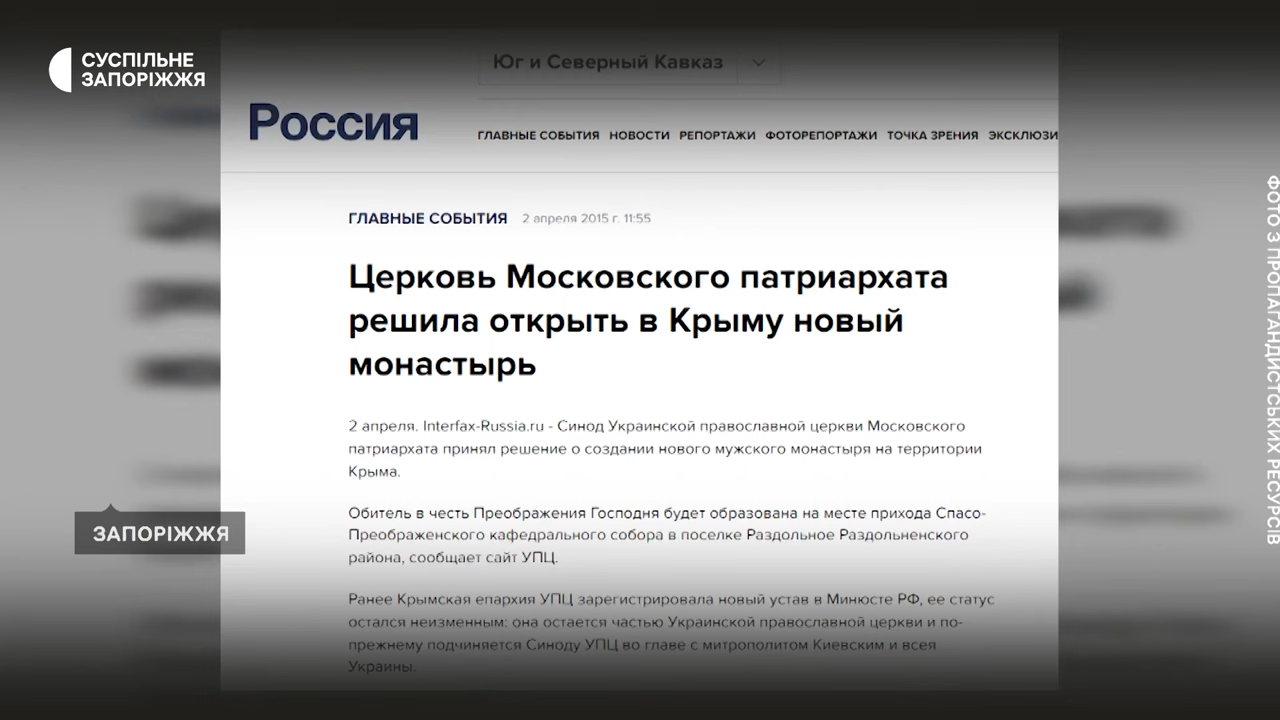 СУСПІЛЬНЕ
ЗАПОРІЖЖЯ
Юг и Северный Кавказ
Россия
ГЛАВНЫЕ СОБЫТИЯ НОВОСТИ РЕПОРТАЖИ ФОТОРЕПОРТАЖИ ТОЧКА ЗРЕНИЯ ЭКСКЛЮЗИ
ГЛАВНЫЕ СОБЫТИЯ 2 апреля 2015 г. 11:55
Церковь Московского патриархата
решила открыть в Крыму новый
монастырь
2 апреля. Interfax-Russia.ru - Синод Украинской православной церкви Московского
патриархата принял решение о создании нового мужского монастыря на территории
Крыма.
Обитель в честь Преображения Господня будет образована на месте прихода Спасо-
Преображенского кафедрального собора в поселке Раздольное Раздольненского
района, сообщает сайт УПЦ.
Ранее Крымская епархия УПЦ зарегистрировала новый устав в Минюсте РФ, ее статус
остался неизменным: она остается частью Украинской православной церкви и по-
прежнему подчиняется Синоду УПЦ во главе с митрополитом Киевским и всея
Украины.
ЗАПОРІЖЖЯ
ФОТО З ПРОПАГАНДИСТСЬКИХ РЕСУРСІВ